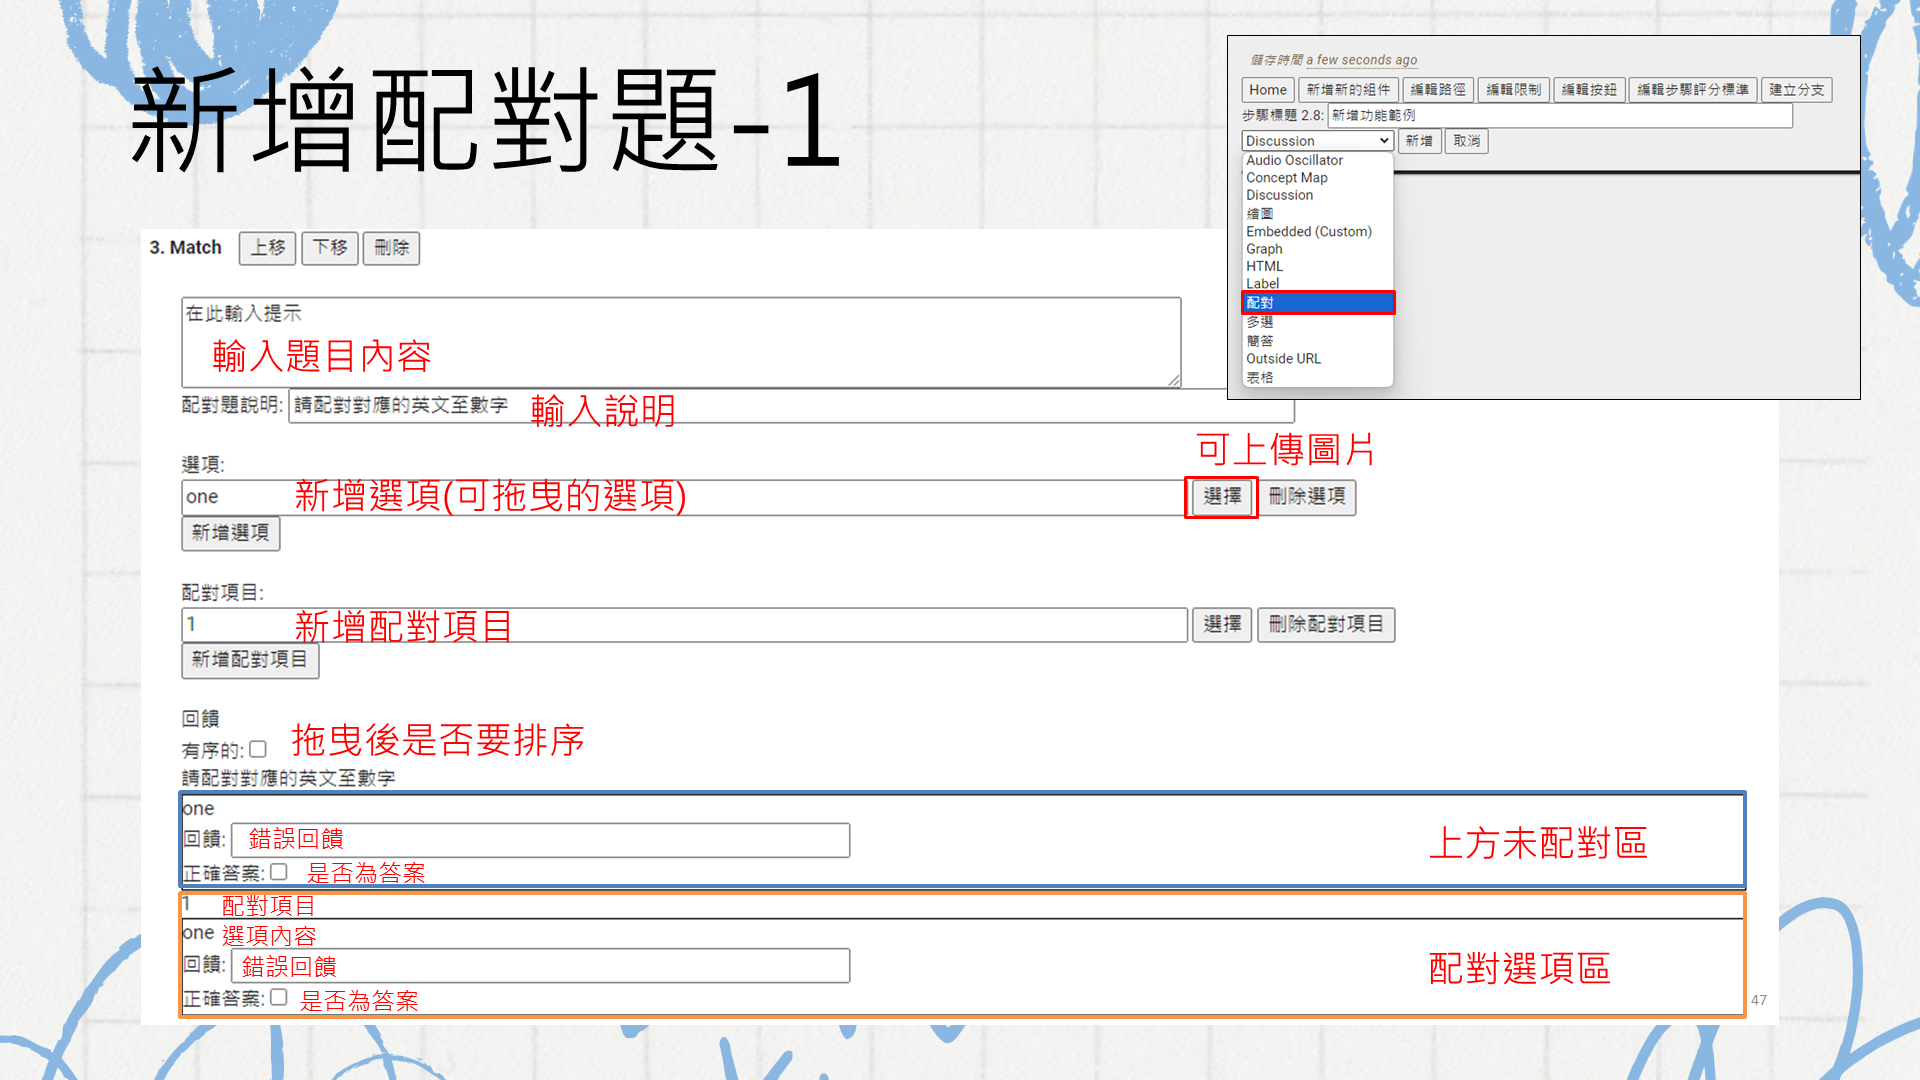 新增配對題-1
儲存時間 a few seconds ago
Home 新增新的組件 編輯路徑 編輯限制 編輯按鈕 編輯步驟評分標準 建立分支
步驟標題 2.8: 新增功能範例
Discussion 新增 取消
Audio Oscillator
Concept Map
Discussion
繪圖
Embedded (Custom)
Graph
HTML
Label
配對
多選
簡答
Outside URL
表格
3. Match 上移 下移 刪除
在此輸入提示
輸入題目內容
配對題說明: 請配對對應的英文至數字 輸入說明
可上傳圖片
選項:
one 新增選項(可拖曳的選項) 選擇 刪除選項
新增選項
配對項目:
1 新增配對項目 選擇 刪除配對項目
新增配對項目
回饋
有序的: 拖曳後是否要排序
請配對對應的英文至數字
one
回饋: 錯誤回饋
上方未配對區
正確答案: 是否為答案
1 配對項目
one 選項內容
回饋: 錯誤回饋
配對選項區
正確答案: 是否為答案
47